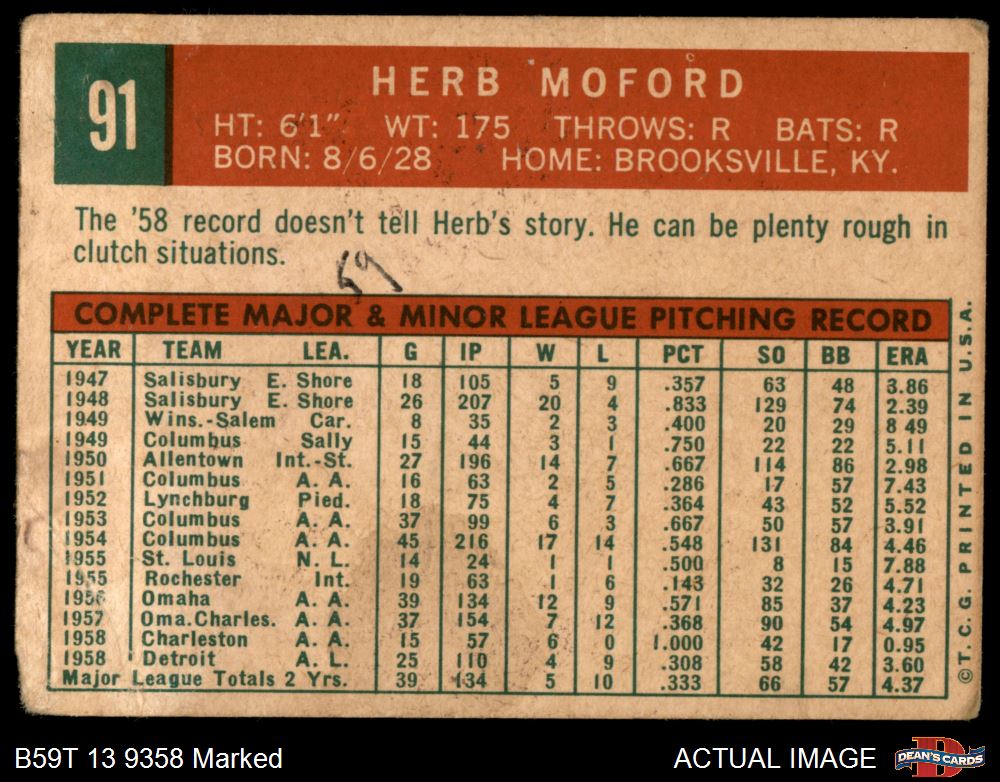 91
HERB MOFORD
HT: 6'1" WT: 175 THROWS: R BATS: R
BORN: 8/6/28 HOME: BROOKSVILLE, KY.
The '58 record doesn't tell Herb's story. He can be plenty rough in
clutch situations.
59
COMPLETE MAJOR & MINOR LEAGUE PITCHING RECORD
YEAR TEAM LEA. G IP W L PCT SO BB ERA
1947 Salisbury E. Shore 18 105 5 9 .357 63 48 3.86
1948 Salisbury E. Shore 26 207 20 4 .833 129 74 2.39
1949 Wins.-Salem Car. 8 35 2 3 .400 20 29 8 49
1949 Columbus Sally 15 44 3 1 .750 22 22 5.11
1950 Allentown Int.-St. 27 196 14 7 .667 114 86 2.98
1951 Columbus A. A. 16 63 2 5 .286 17 57 7.43
1952 Lynchburg Pied. 18 75 4 7 .364 43 52 5.52
1953 Columbus A. A. 37 99 6 3 .667 50 57 3.91
1954 Columbus A. A. 45 216 17 14 .548 131 84 4.46
1955 St. Louis N. L. 14 24 1 1 .500 8 15 7.88
1955 Rochester Int. 19 63 1 6 .143 32 26 4.71
1956 Omaha A. A. 39 134 12 9 .571 85 37 4.23
1957 Oma.Charles. A. A. 37 154 7 12 .368 90 54 4.97
1958 Charleston A. A. 15 57 6 0 1.000 42 17 0.95
1958 Detroit A. L. 25 110 4 9 .308 58 42 3.60
Major League Totals 2 Yrs. 39 134 5 10 .333 66 57 4.37
©T.C.G. PRINTED IN U.S.A.
B59T 13 9358 Marked
ACTUAL IMAGE
D
DEAN'S CARDS